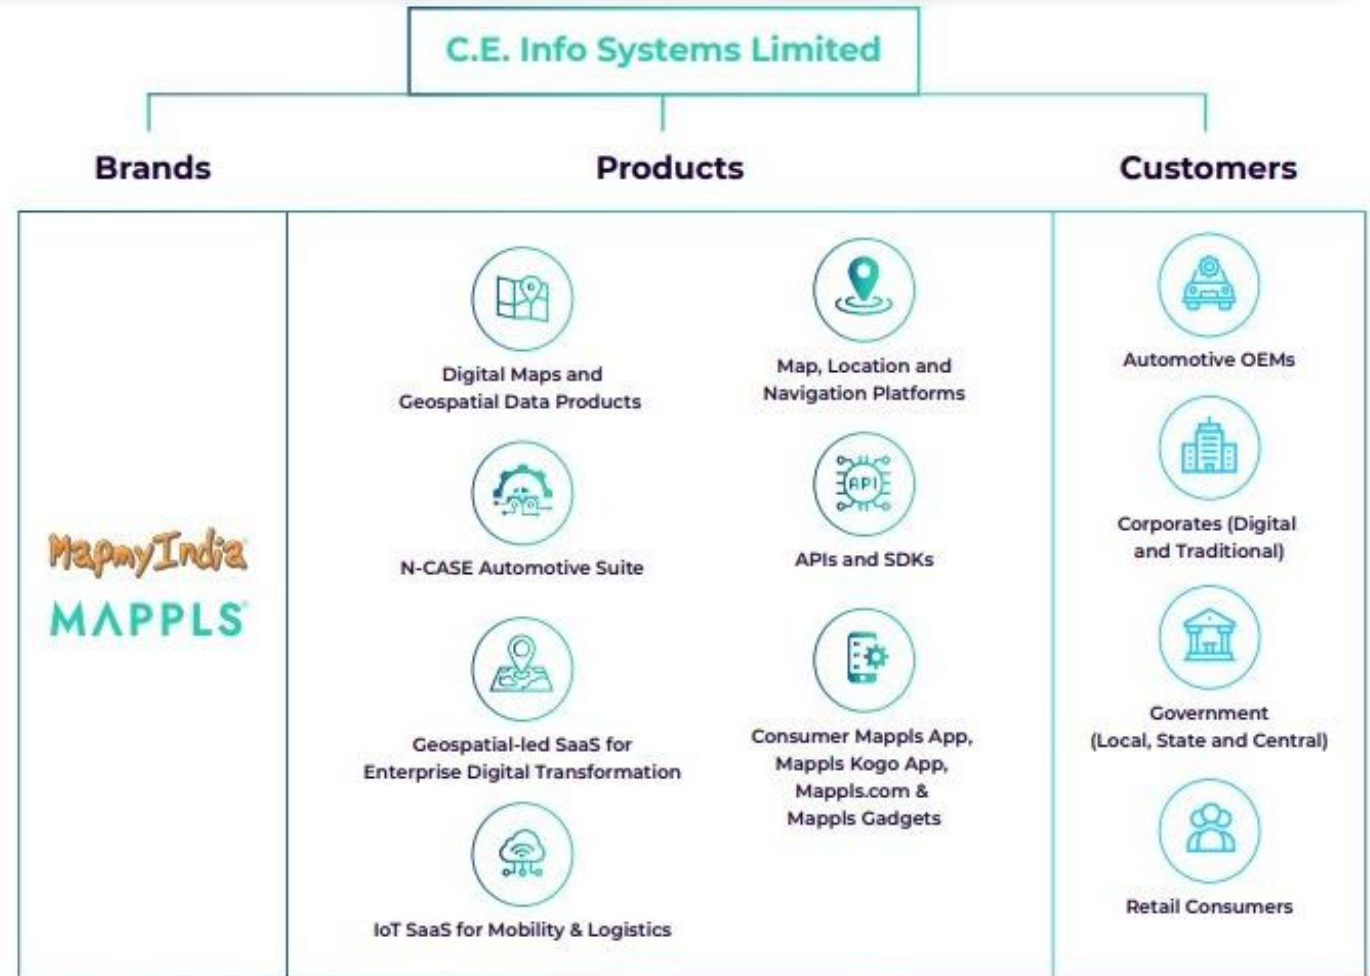 C.E. Info Systems Limited
Brands
Products
Customers
MapmyIndia
MAPPLS
Digital Maps and
Geospatial Data Products
N-CASE Automotive Suite
Geospatial-led SaaS for
Enterprise Digital Transformation
IoT SaaS for Mobility & Logistics
Map, Location and
Navigation Platforms
API
APIs and SDKs
Consumer Mappls App,
Mappls Kogo App,
Mappls.com &
Mappls Gadgets
Automotive OEMs
Corporates (Digital
and Traditional)
Government
(Local, State and Central)
Retail Consumers